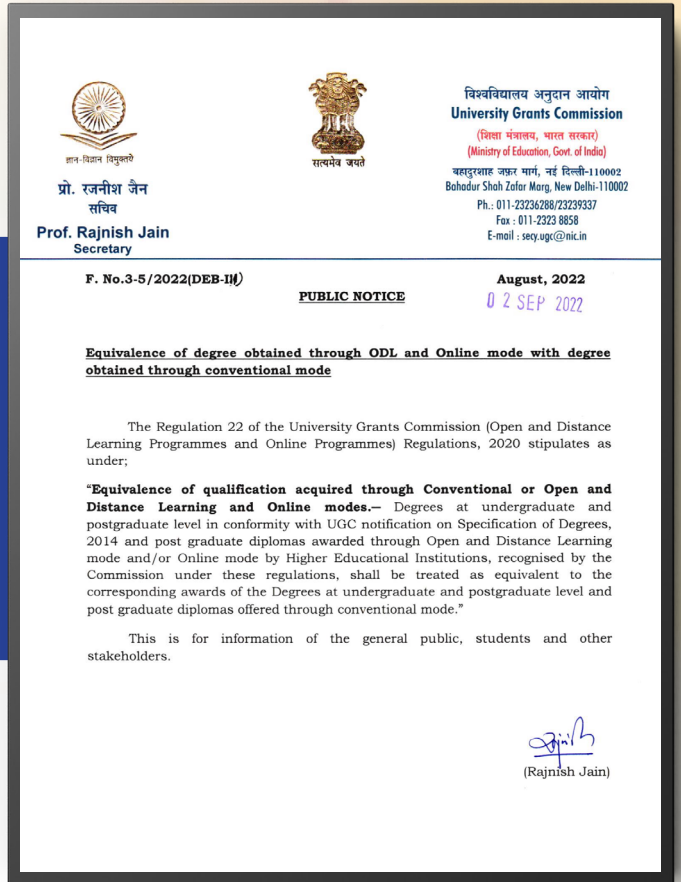 ज्ञान-विज्ञान विमुक्तये
प्रो. रजनीश जैन
सचिव
Prof. Rajnish Jain
Secretary
सत्यमेव जयते
विश्वविद्यालय अनुदान आयोग
University Grants Commission
(शिक्षा मंत्रालय, भारत सरकार)
(Ministry of Education, Govt. of India)
बहादुरशाह ज़फ़र मार्ग, नई दिल्ली-110002
Bahadur Shah Zafar Marg, New Delhi-110002
Ph.: 011-23236288/23239337
Fax : 011-2323 8858
E-mail : secy.ugc@nic.in
F. No.3-5/2022(DEB-III)
August, 2022
PUBLIC NOTICE
02 SEP 2022
Equivalence of degree obtained through ODL and Online mode with degree
obtained through conventional mode
The Regulation 22 of the University Grants Commission (Open and Distance
Learning Programmes and Online Programmes) Regulations, 2020 stipulates as
under;
“Equivalence of qualification acquired through Conventional or Open and
Distance Learning and Online modes.— Degrees at undergraduate and
postgraduate level in conformity with UGC notification on Specification of Degrees,
2014 and post graduate diplomas awarded through Open and Distance Learning
mode and/or Online mode by Higher Educational Institutions, recognised by the
Commission under these regulations, shall be treated as equivalent to the
corresponding awards of the Degrees at undergraduate and postgraduate level and
post graduate diplomas offered through conventional mode.”
This is for information of the general public, students and other
stakeholders.
(Rajnish Jain)